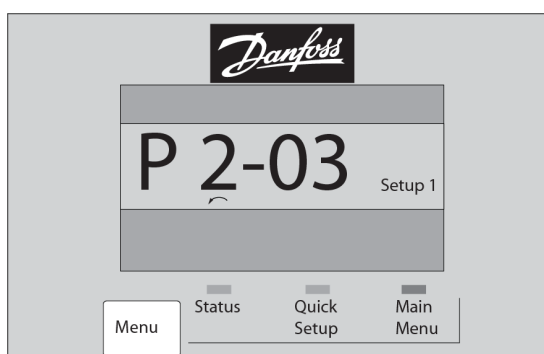 Danfoss
P 2-03
Setup 1
Status
Quick
Setup
Main
Menu
Menu